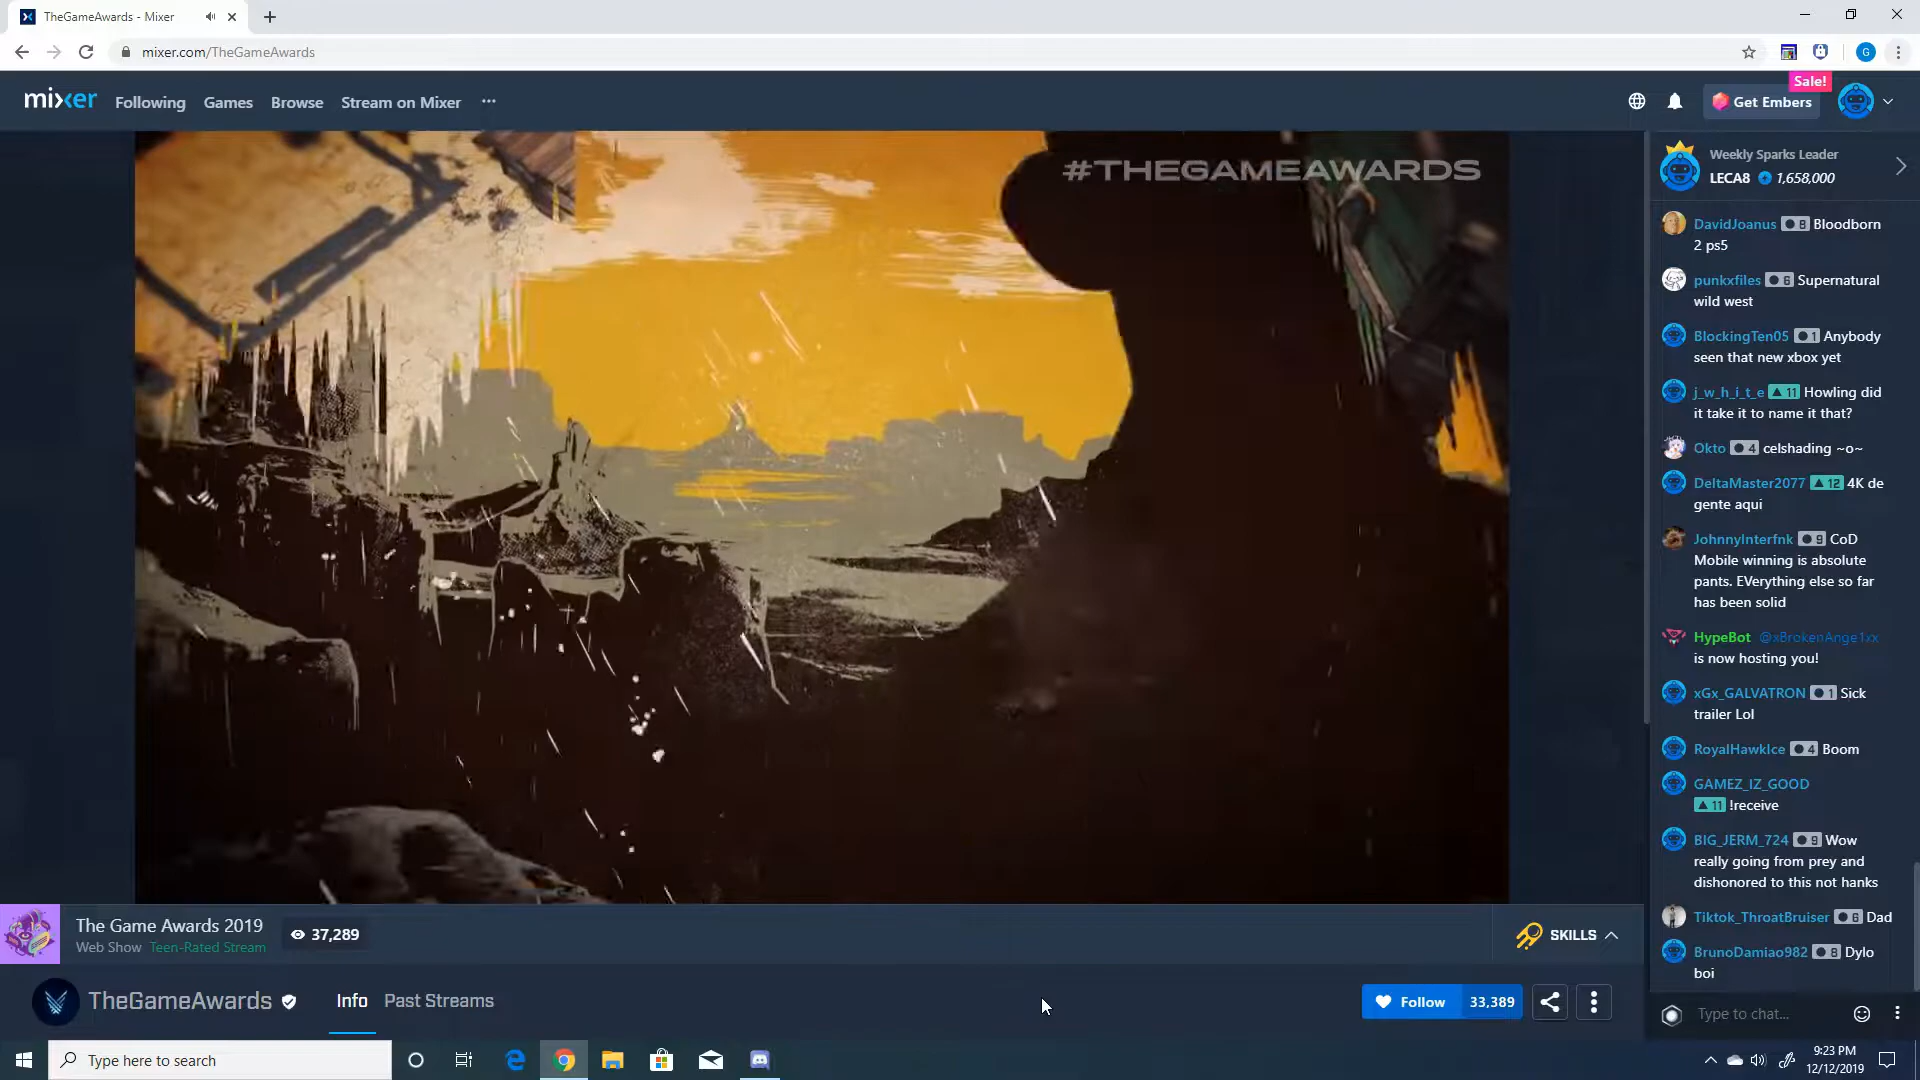 TheGameAwards - Mixer
mixer.com/TheGameAwards
Sale!
mixer Following Games Browse Stream on Mixer ··· Get Embers
#THEGAMEAWARDS
Weekly Sparks Leader
LECA8 1,658,000
DavidJoanus 8 Bloodborn
2 ps5
punkxfiles 6 Supernatural
wild west
BlockingTen05 1 Anybody
seen that new xbox yet
j_w_h_i_t_e 11 Howling did
it take it to name it that?
Okto 4 celshading ~o~
DeltaMaster2077 12 4K de
gente aqui
JohnnyInterfnk 9 CoD
Mobile winning is absolute
pants. EVerything else so far
has been solid
HypeBot @xBrokenAnge1xx
is now hosting you!
xGx_GALVATRON 1 Sick
trailer Lol
RoyalHawkIce 4 Boom
GAMEZ_IZ_GOOD
11 !receive
BIG_JERM_724 9 Wow
really going from prey and
dishonored to this not hanks
Tiktok_ThroatBruiser 6 Dad
BrunoDamiao982 8 Dylo
boi
Type to chat...
The Game Awards 2019 37,289
Web Show Teen-Rated Stream
SKILLS
TheGameAwards Info Past Streams
Follow 33,389
Type here to search
9:23 PM
12/12/2019
G